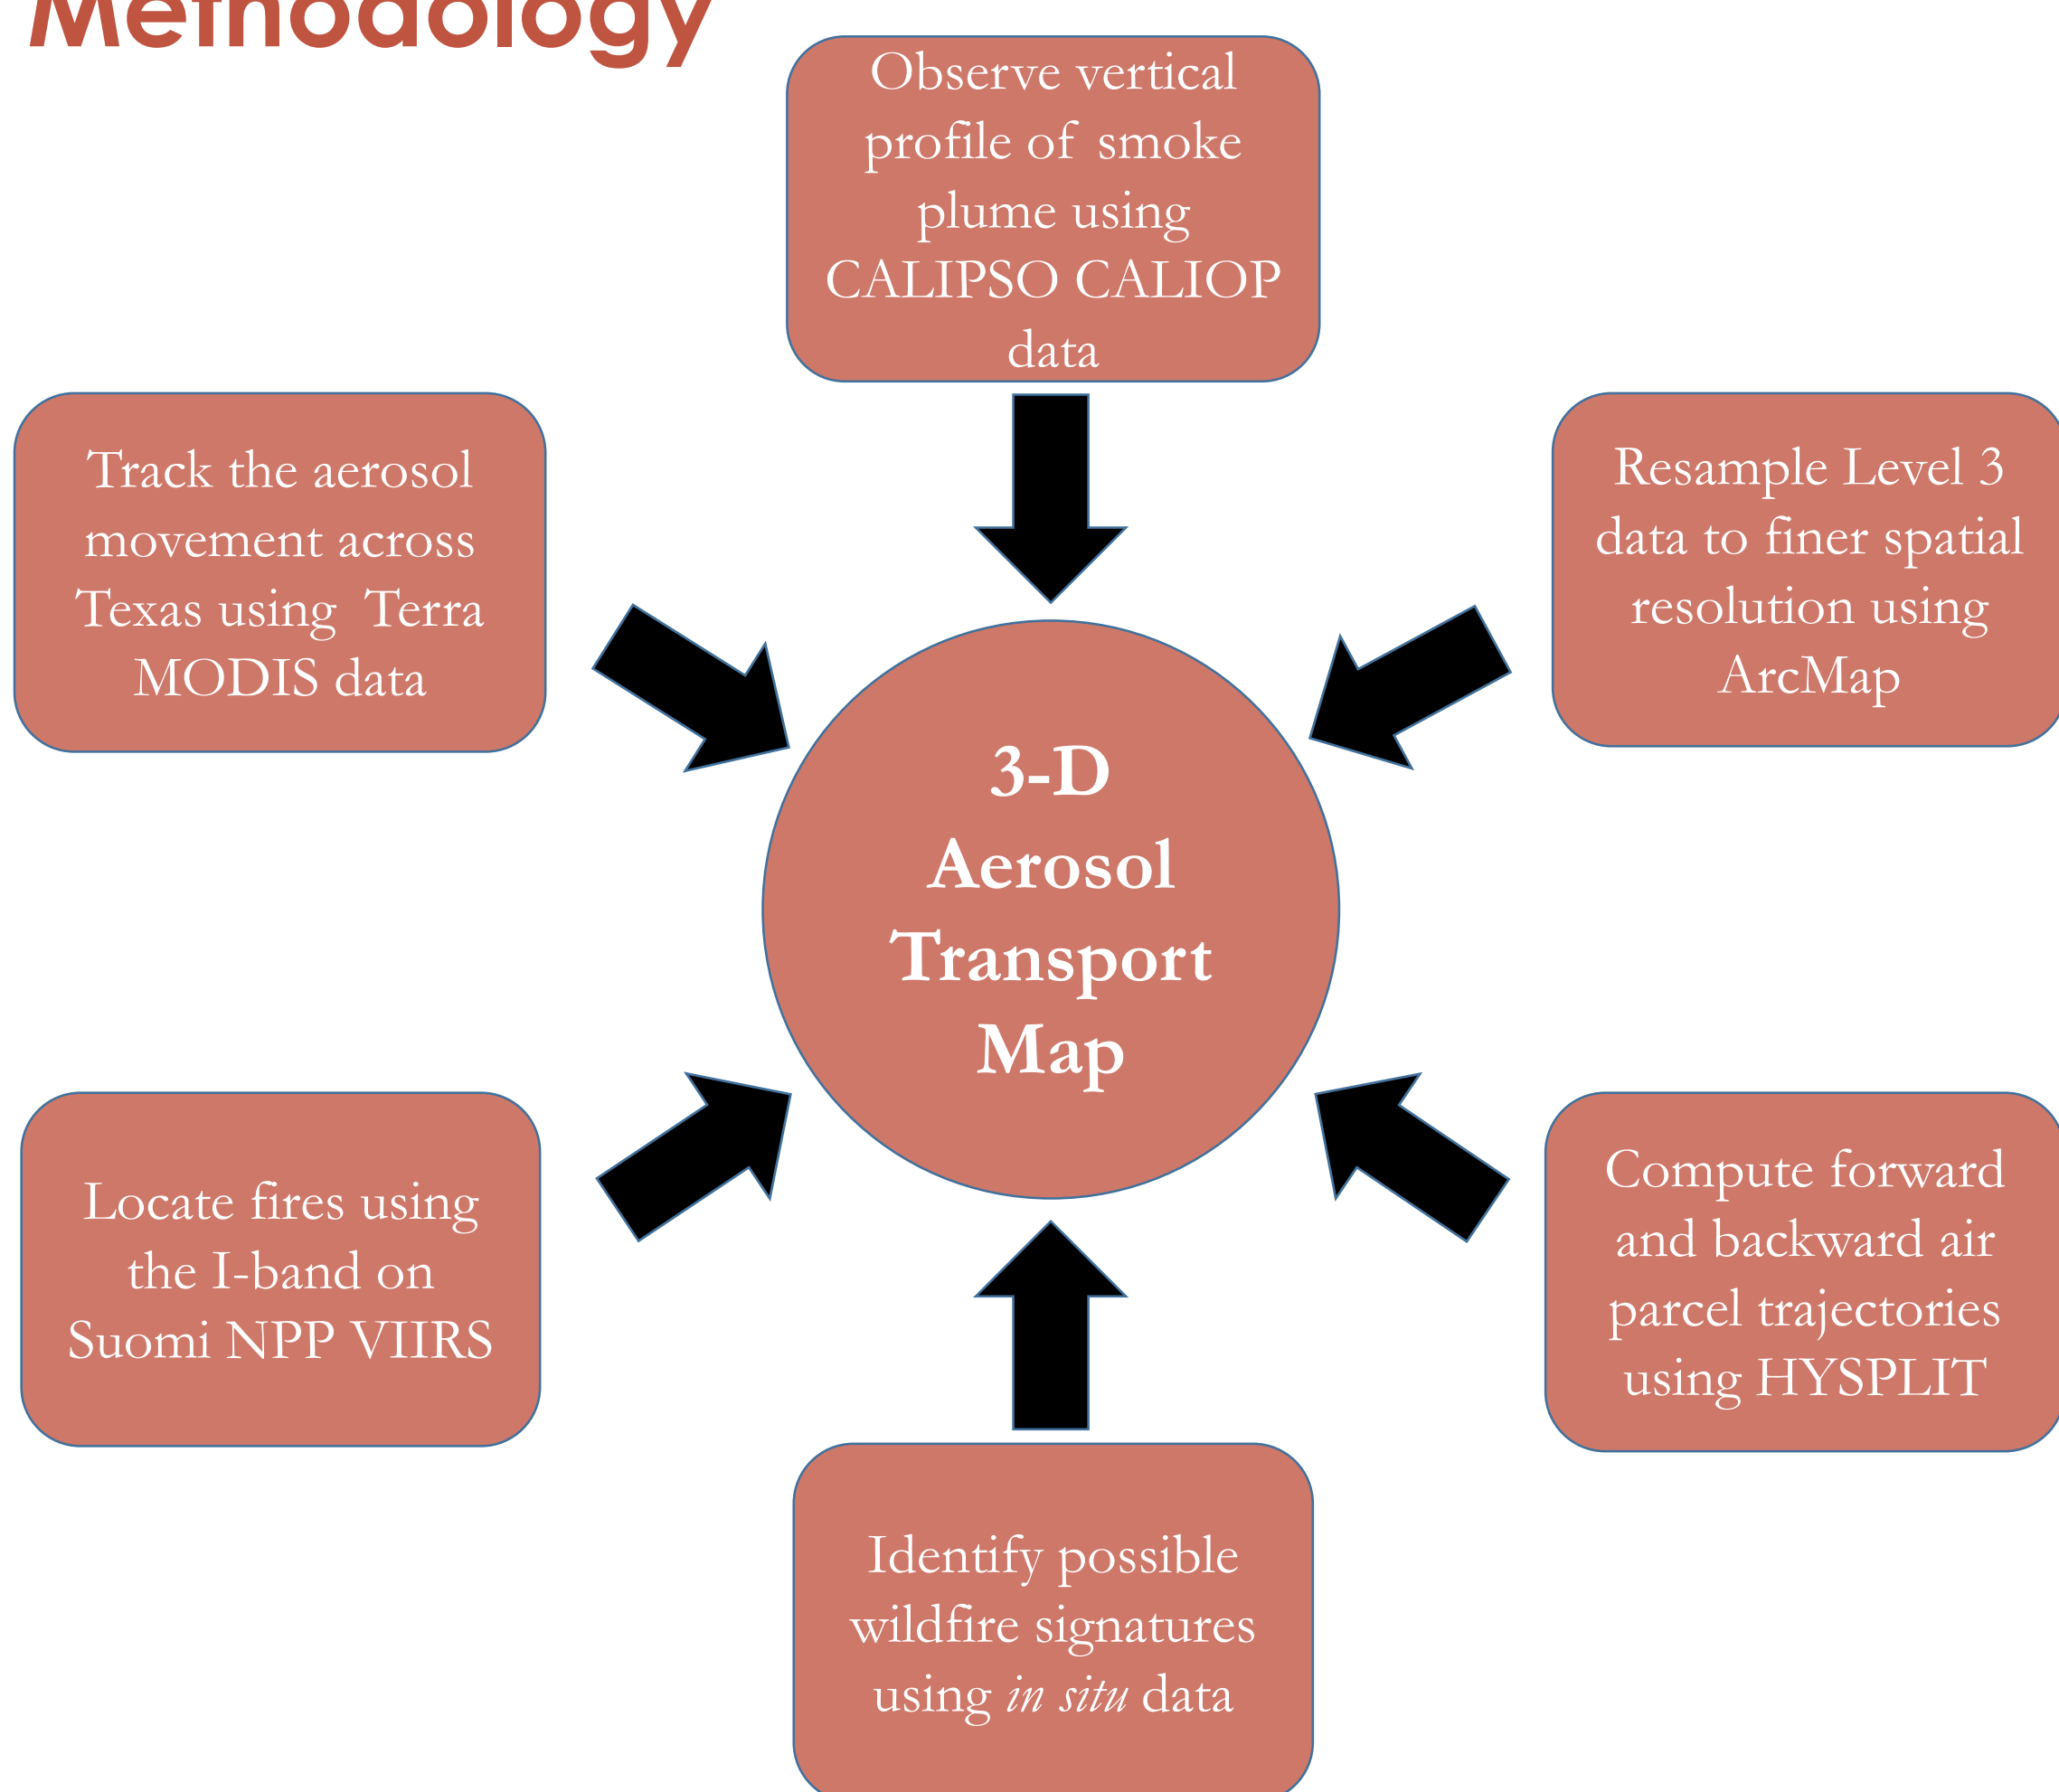 Methodology
Observe vertical
profile of smoke
plume using
CALIPSO CALIOP
data
Track the aerosol
movement across
Texas using Terra
MODIS data
Resample Level 3
data to finer spatial
resolution using
ArcMap
3-D
Aerosol
Transport
Map
Locate fires using
the I-band on
Suomi NPP VIIRS
Compute forward
and backward air
parcel trajectories
using HYSPLIT
Identify possible
wildfire signatures
using in situ data